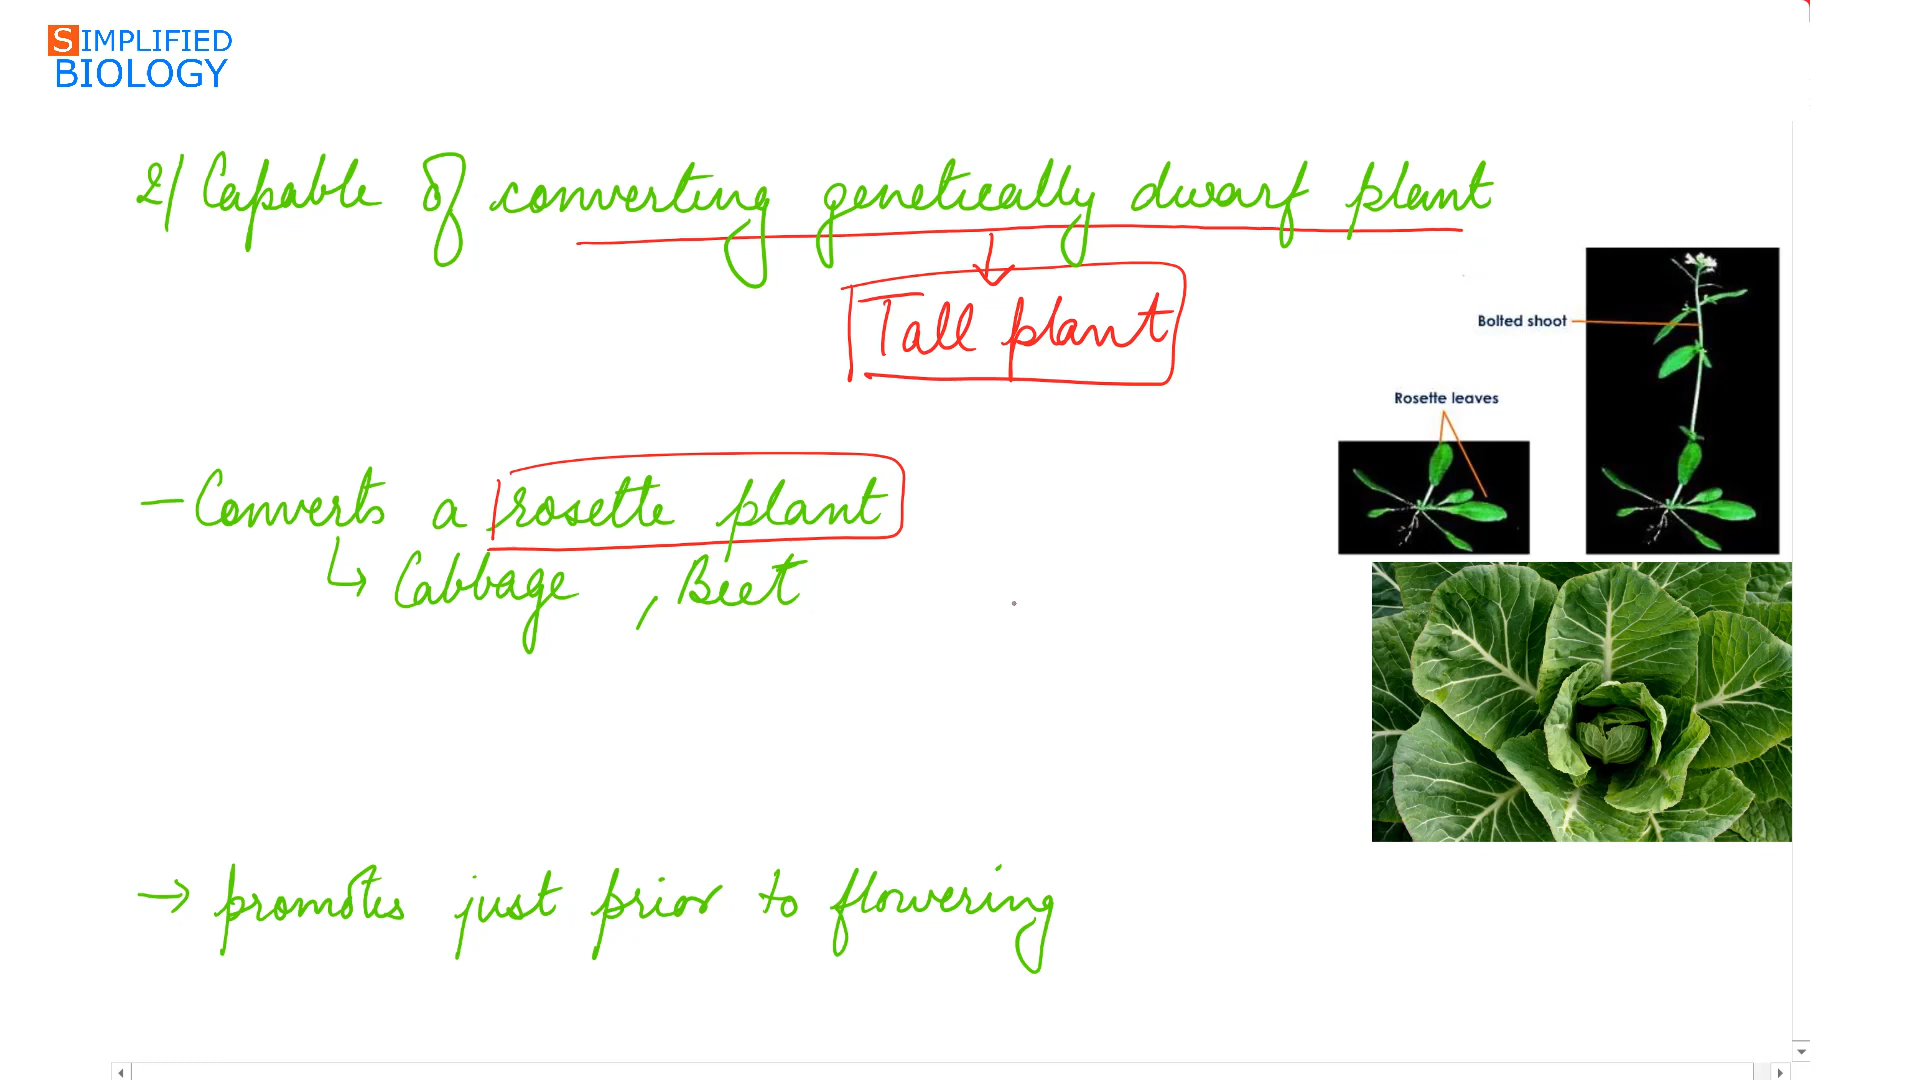 SIMPLIFIED
BIOLOGY
2) Capable of converting genetically dwarf plant
Tall plant
Bolted shoot
Rosette leaves
- Converts a rosette plant
↳ Cabbage , Beet
→ promotes just prior to flowering